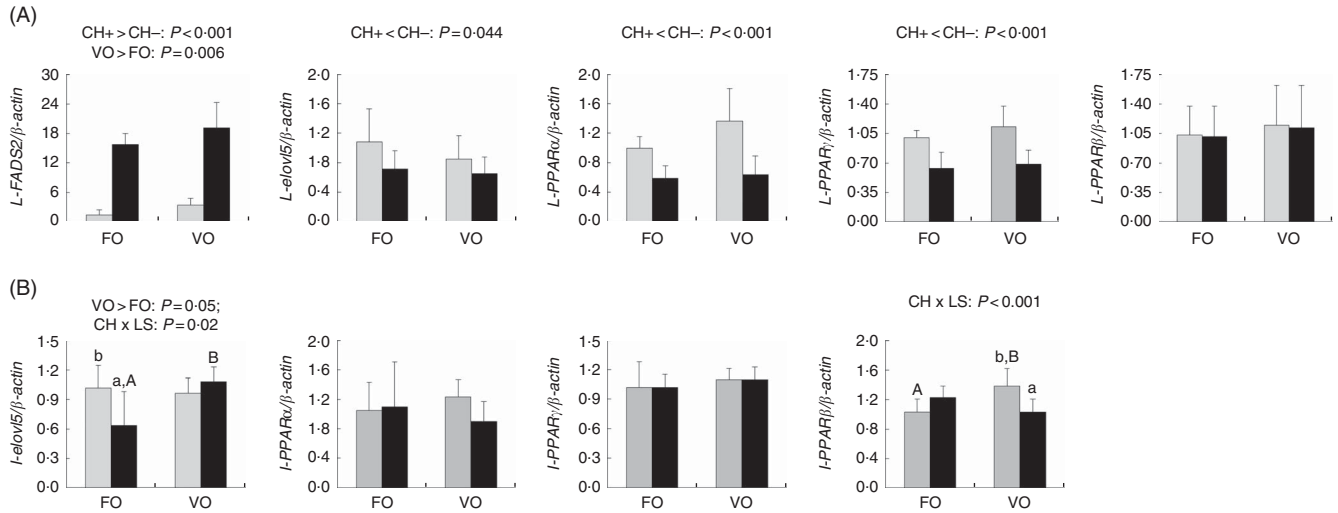 (A)
CH+ > CH–: P < 0·001
VO > FO: P = 0·006
L-FADS2/β-actin
30
24
18
12
6
0
FO
VO
CH+ < CH–: P = 0·044
L-elovl5/β-actin
2·0
1·6
1·2
1·8
0·4
0·0
FO
VO
CH+ < CH–: P < 0·001
L-PPARα/β-actin
2·0
1·6
1·2
1·8
0·4
0·0
FO
VO
CH+ < CH–: P < 0·001
L-PPARγ/β-actin
1·75
1·40
1·05
0·70
0·35
0·00
FO
VO
L-PPARβ/β-actin
1·75
1·40
1·05
0·70
0·35
0·00
FO
VO
(B)
VO > FO: P = 0·05;
CH x LS: P = 0·02
I-elovl5/β-actin
1·5
1·2
0·9
0·6
0·3
0·0
b
a,A
B
FO
VO
I-PPARα/β-actin
2·0
1·6
1·2
1·8
0·4
0·0
FO
VO
I-PPARγ/β-actin
1·5
1·2
0·9
0·6
0·3
0·0
FO
VO
CH x LS: P < 0.001
I-PPARβ/β-actin
2·0
1·6
1·2
0·8
0·4
0·0
A
b,B
a
FO
VO